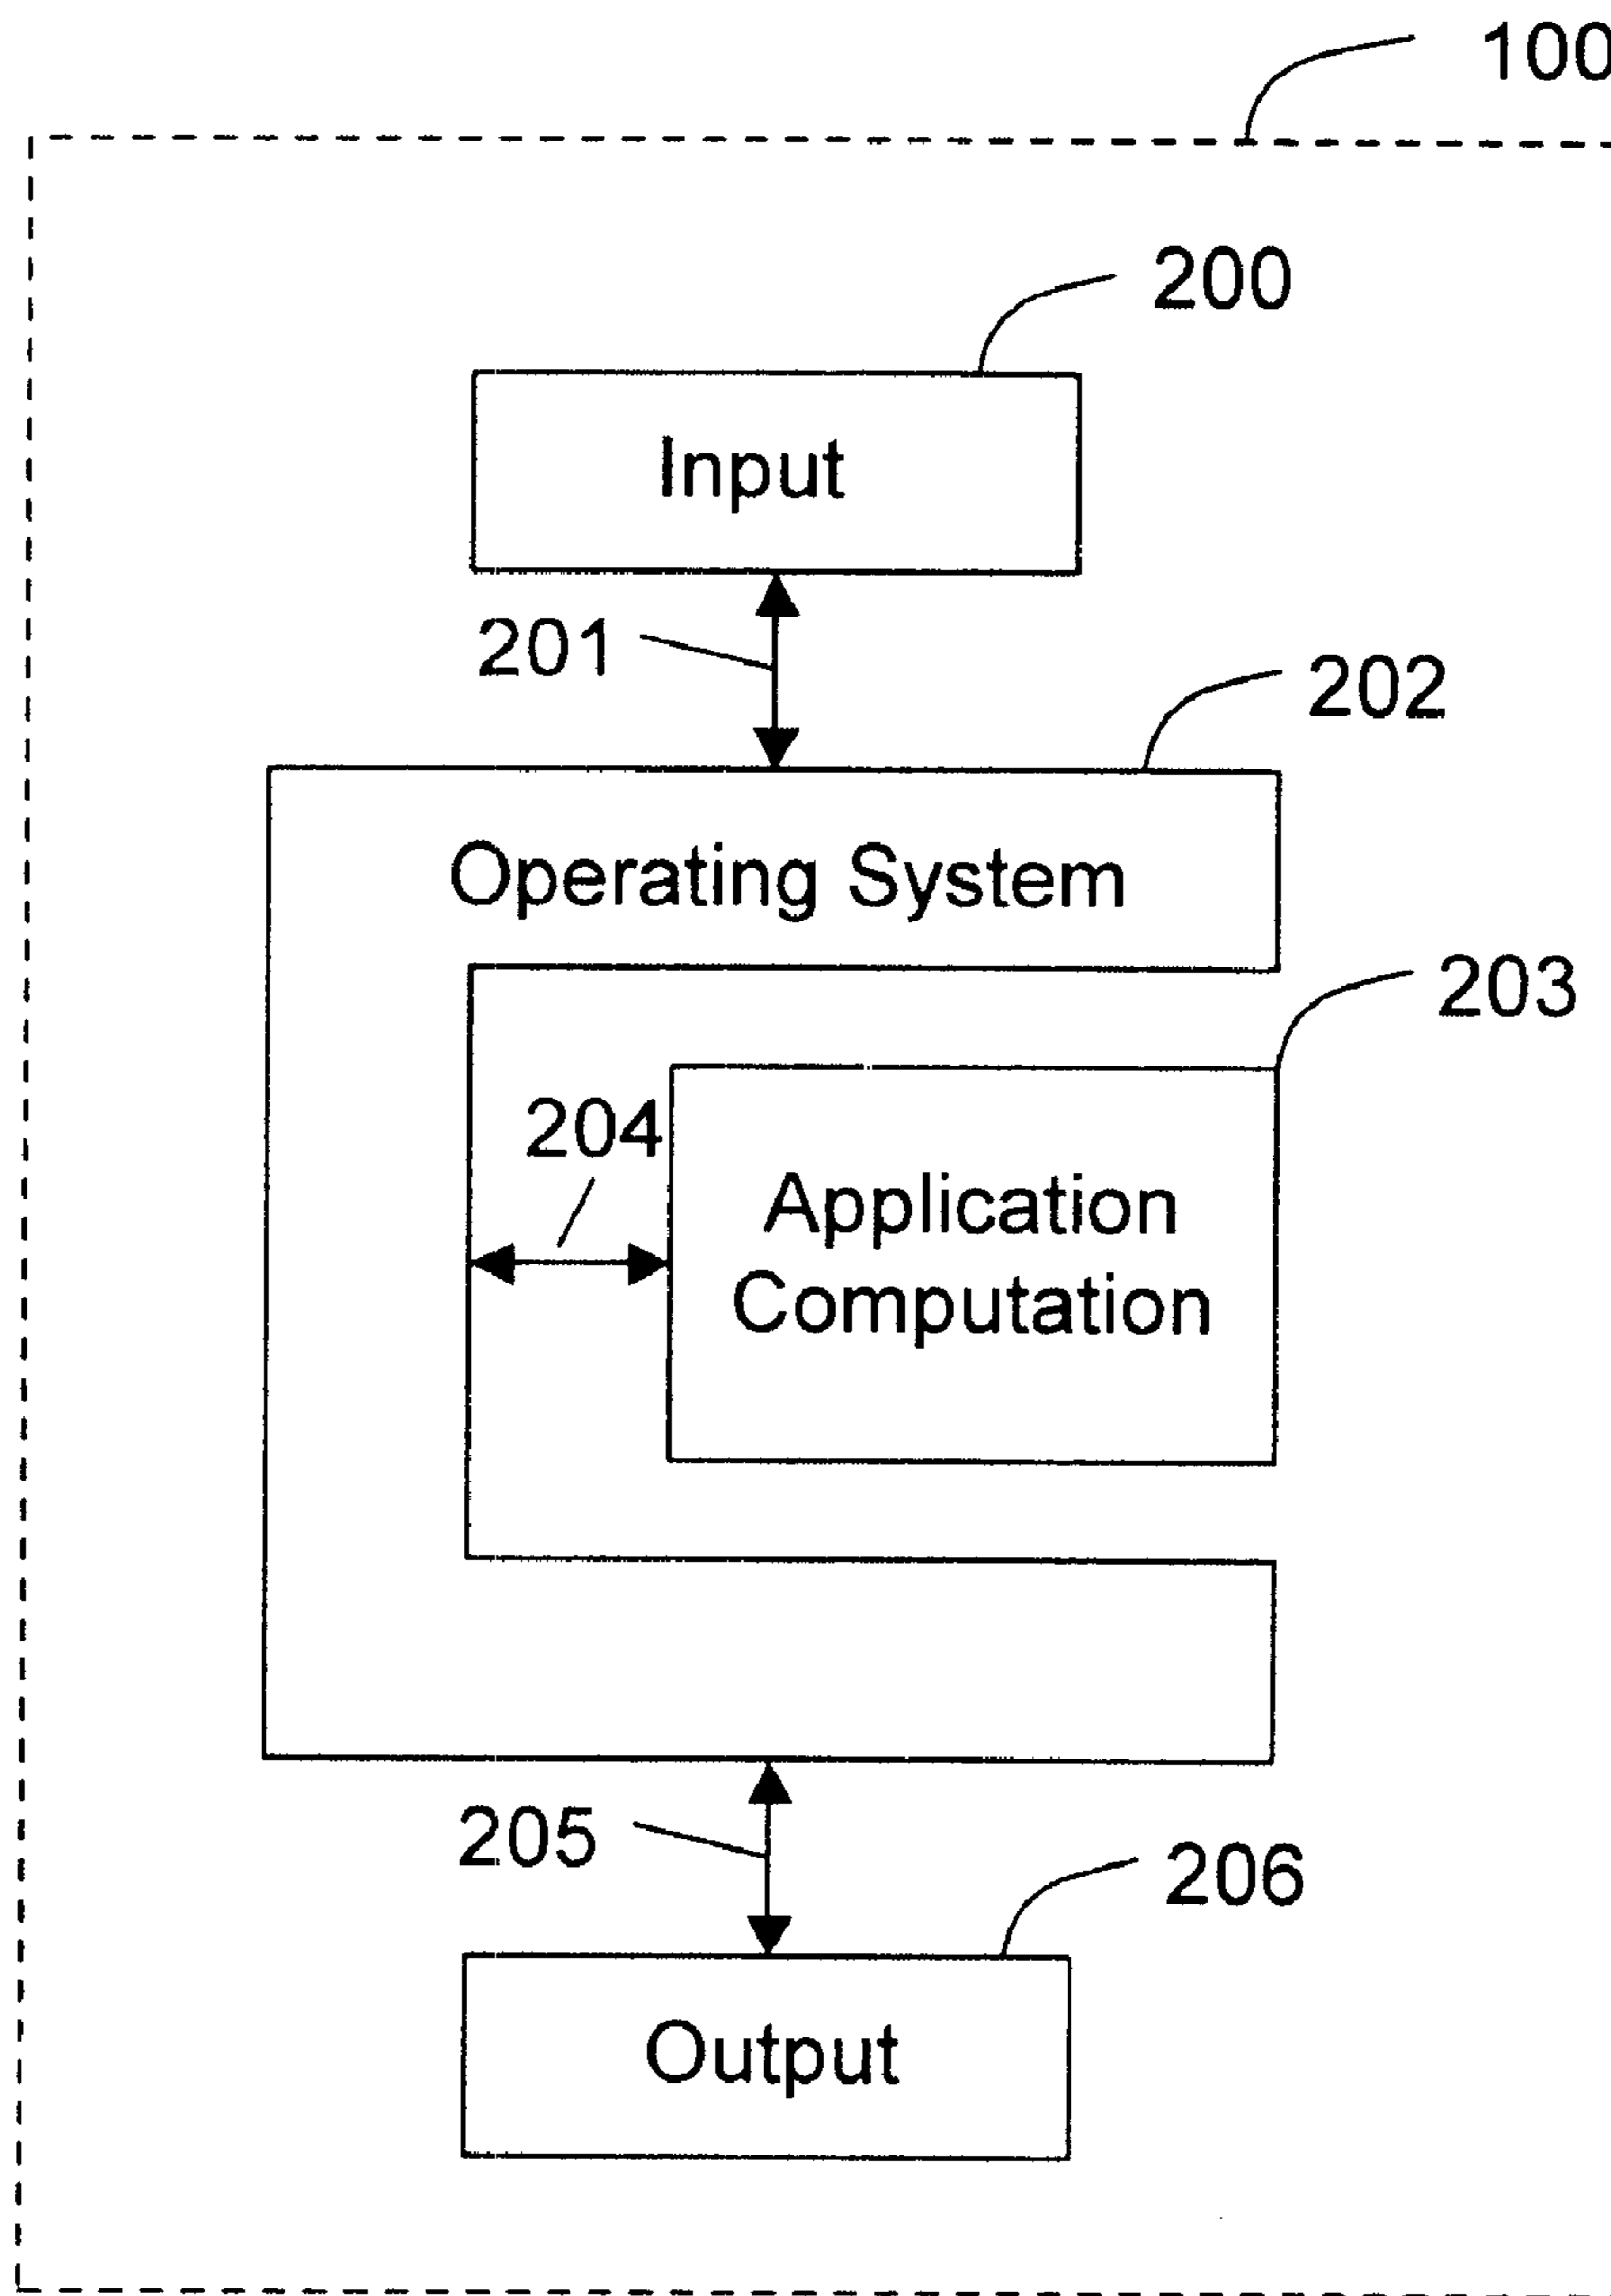 100
200
Input
201
202
Operating System
203
204
Application
Computation
205
206
Output